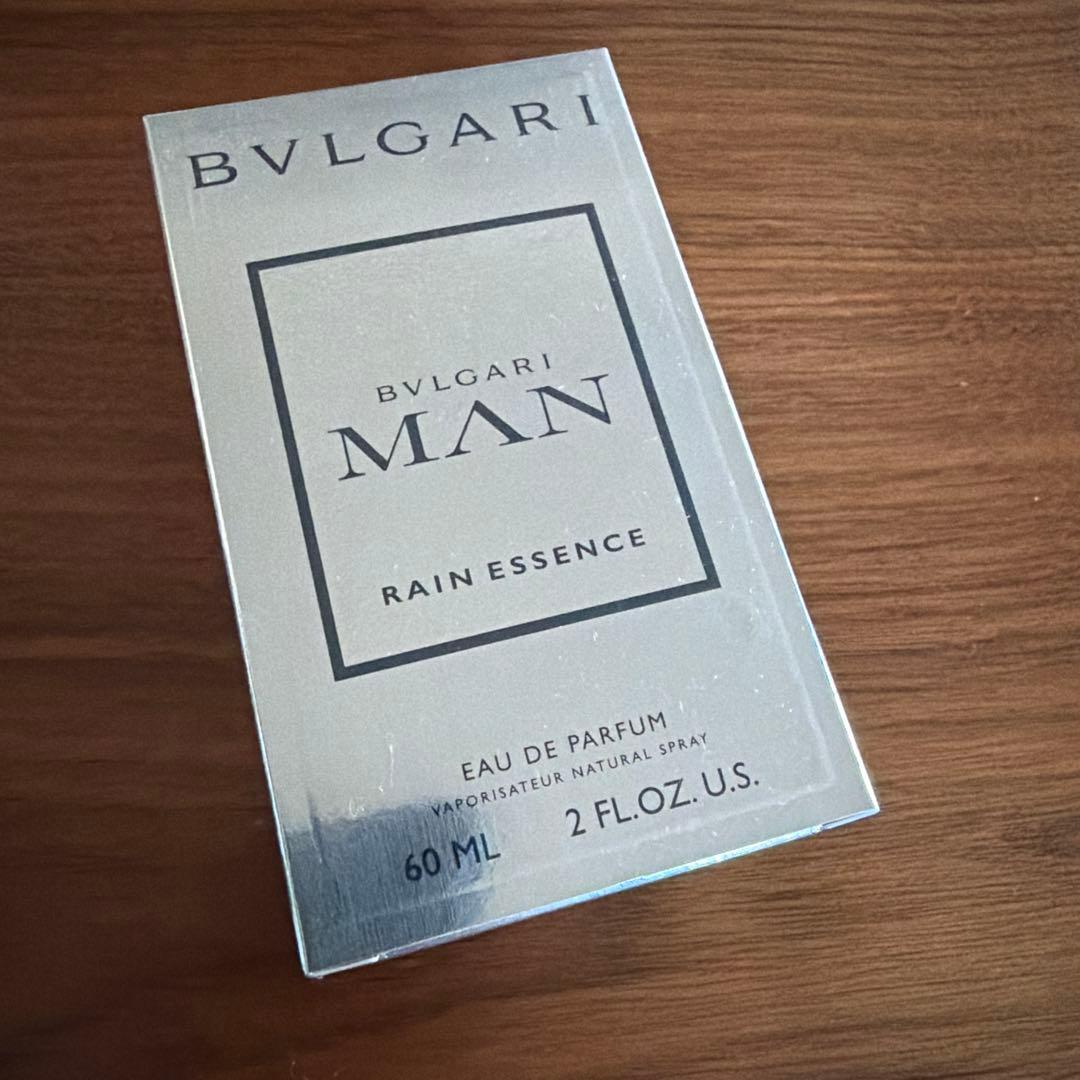 BVLGARI
BVLGARI
MAN
RAIN ESSENCE
EAU DE PARFUM
VAPORISATEUR NATURAL SPRAY
60 ML 2 FL.OZ. U.S.